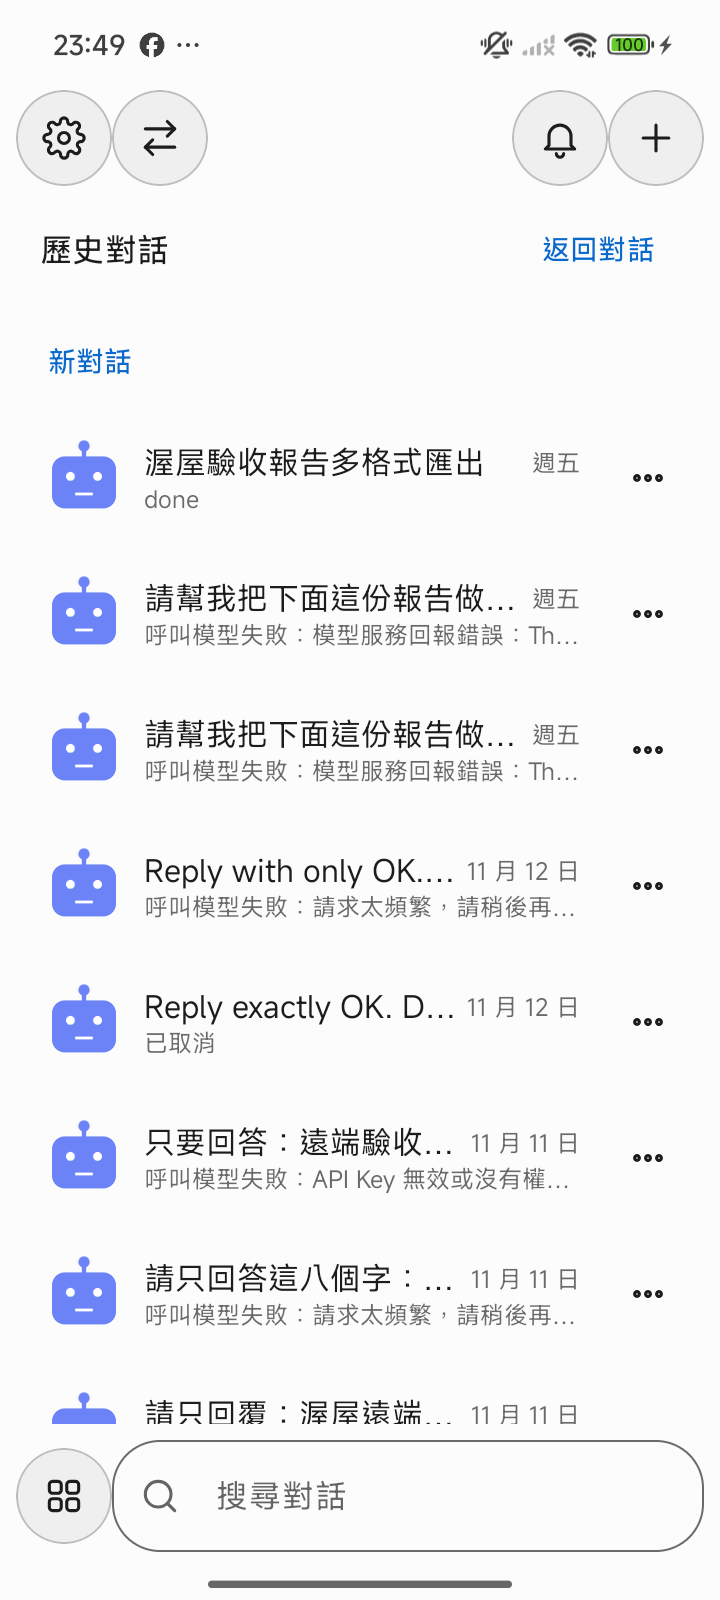 23:49
100
歷史對話
返回對話
新對話
渥屋驗收報告多格式匯出
週五
done
請幫我把下面這份報告做...
週五
呼叫模型失敗：模型服務回報錯誤：Th...
請幫我把下面這份報告做...
週五
呼叫模型失敗：模型服務回報錯誤：Th...
Reply with only OK....
11 月 12 日
呼叫模型失敗：請求太頻繁，請稍後再...
Reply exactly OK. D...
11 月 12 日
已取消
只要回答：遠端驗收...
11 月 11 日
呼叫模型失敗：API Key 無效或沒有權...
請只回答這八個字：...
11 月 11 日
呼叫模型失敗：請求太頻繁，請稍後再...
請只回覆：渥屋遠端...
11 月 11 日
搜尋對話